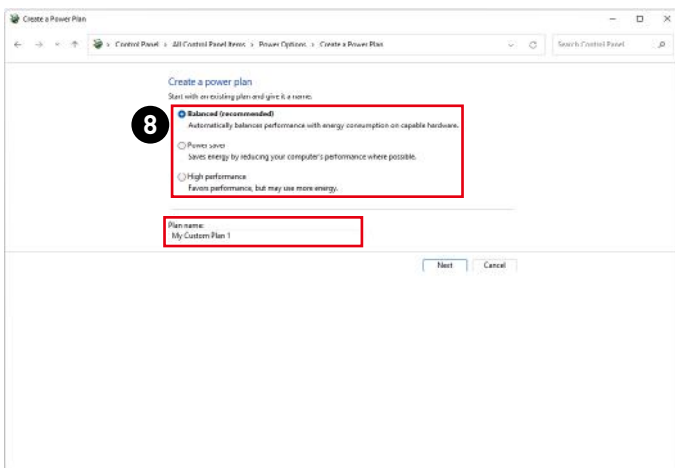 Create a Power Plan
Control Panel > All Control Panel Items > Power Options > Create a Power Plan
Search Control Panel
Create a power plan
Start with an existing plan and give it a name.
8
Balanced (recommended)
Automatically balances performance with energy consumption on capable hardware.
Power saver
Saves energy by reducing your computer's performance where possible.
High performance
Favors performance, but may use more energy.
Plan name:
My Custom Plan 1
Next Cancel